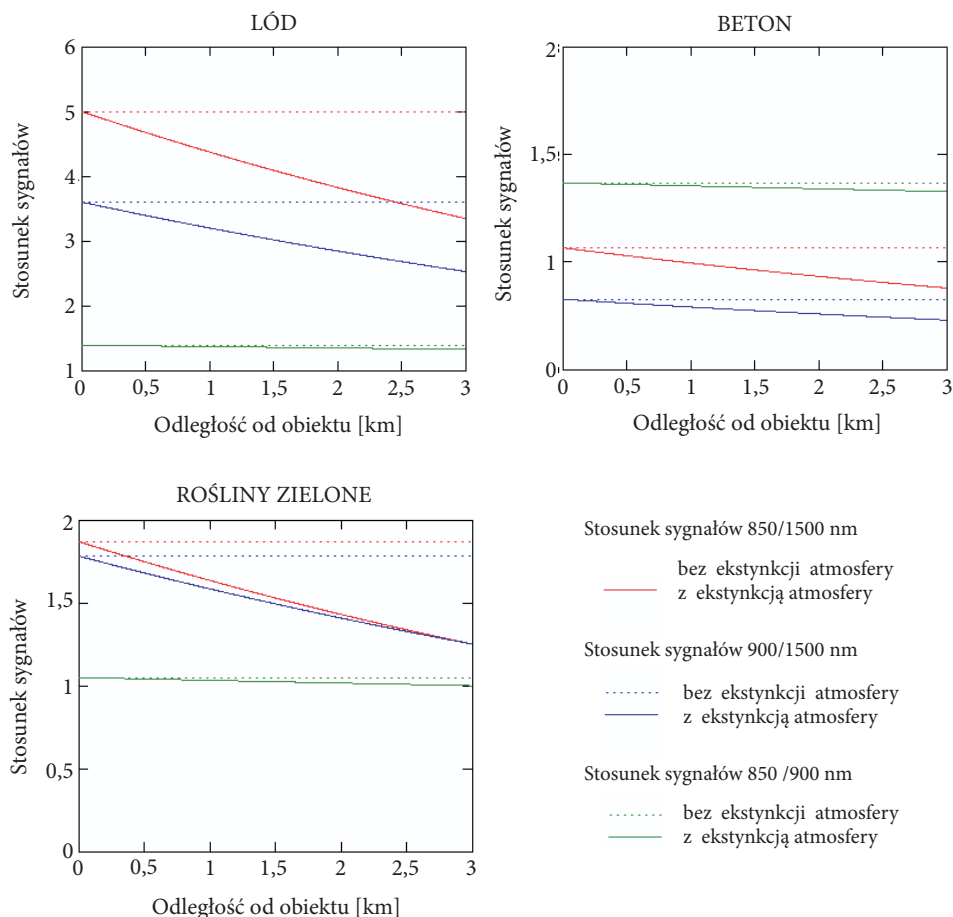 LÓD
Stosunek sygnałów
6
5
4
3
2
1
0
0,5
1
1,5
2
2,5
3
Odległość od obiektu [km]
BETON
Stosunek sygnałów
2
1,5
1
0
0
0,5
1
1,5
2
2,5
3
Odległość od obiektu [km]
ROŚLINY ZIELONE
Stosunek sygnałów
2
1,5
1
0,5
0
0
0,5
1
1,5
2
2,5
3
Odległość od obiektu [km]
Stosunek sygnałów 850/1500 nm
bez ekstynkcji atmosfery
z ekstynkcją atmosfery
Stosunek sygnałów 900/1500 nm
bez ekstynkcji atmosfery
z ekstynkcją atmosfery
Stosunek sygnałów 850 /900 nm
bez ekstynkcji atmosfery
z ekstynkcją atmosfery